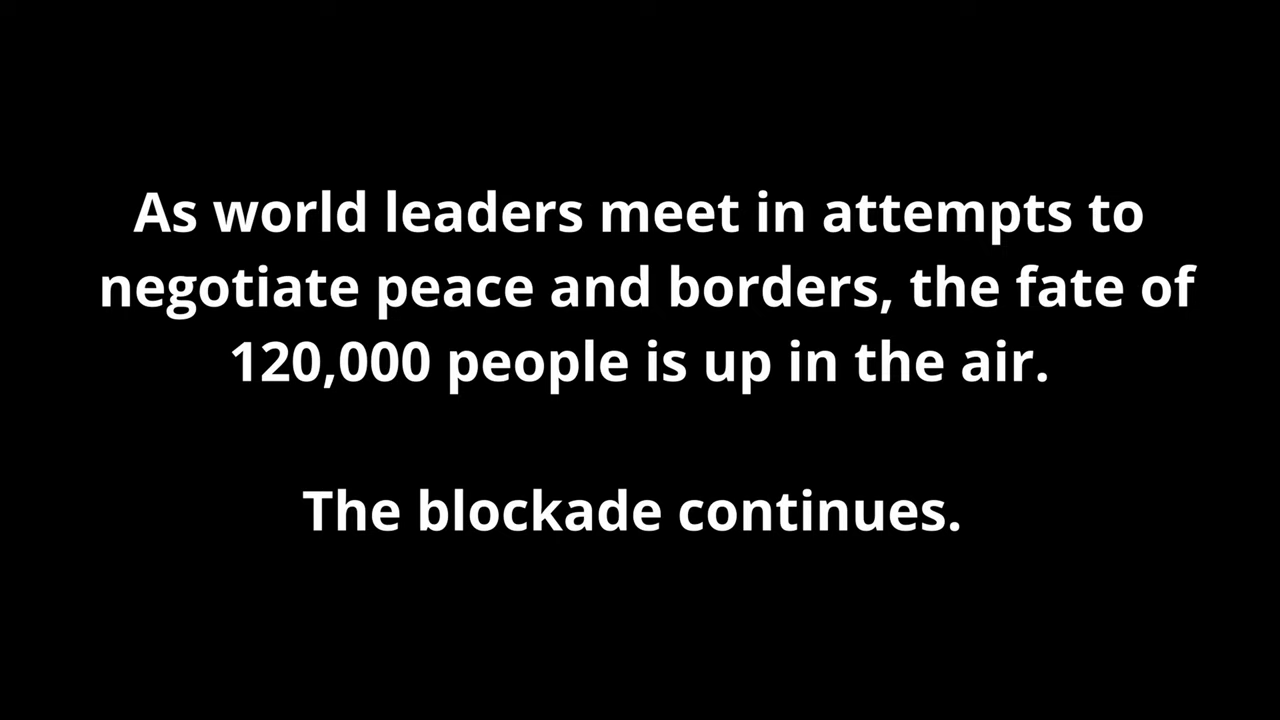 As world leaders meet in attempts to
negotiate peace and borders, the fate of
120,000 people is up in the air.
The blockade continues.